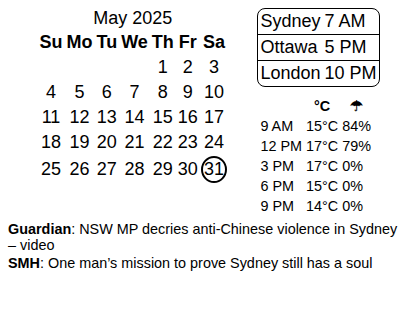 May 2025
Su Mo Tu We Th Fr Sa
1 2 3
4 5 6 7 8 9 10
11 12 13 14 15 16 17
18 19 20 21 22 23 24
25 26 27 28 29 30 31
Sydney 7 AM
Ottawa 5 PM
London 10 PM
°C ☂
9 AM 15°C 84%
12 PM 17°C 79%
3 PM 17°C 0%
6 PM 15°C 0%
9 PM 14°C 0%
Guardian: NSW MP decries anti-Chinese violence in Sydney
– video
SMH: One man’s mission to prove Sydney still has a soul